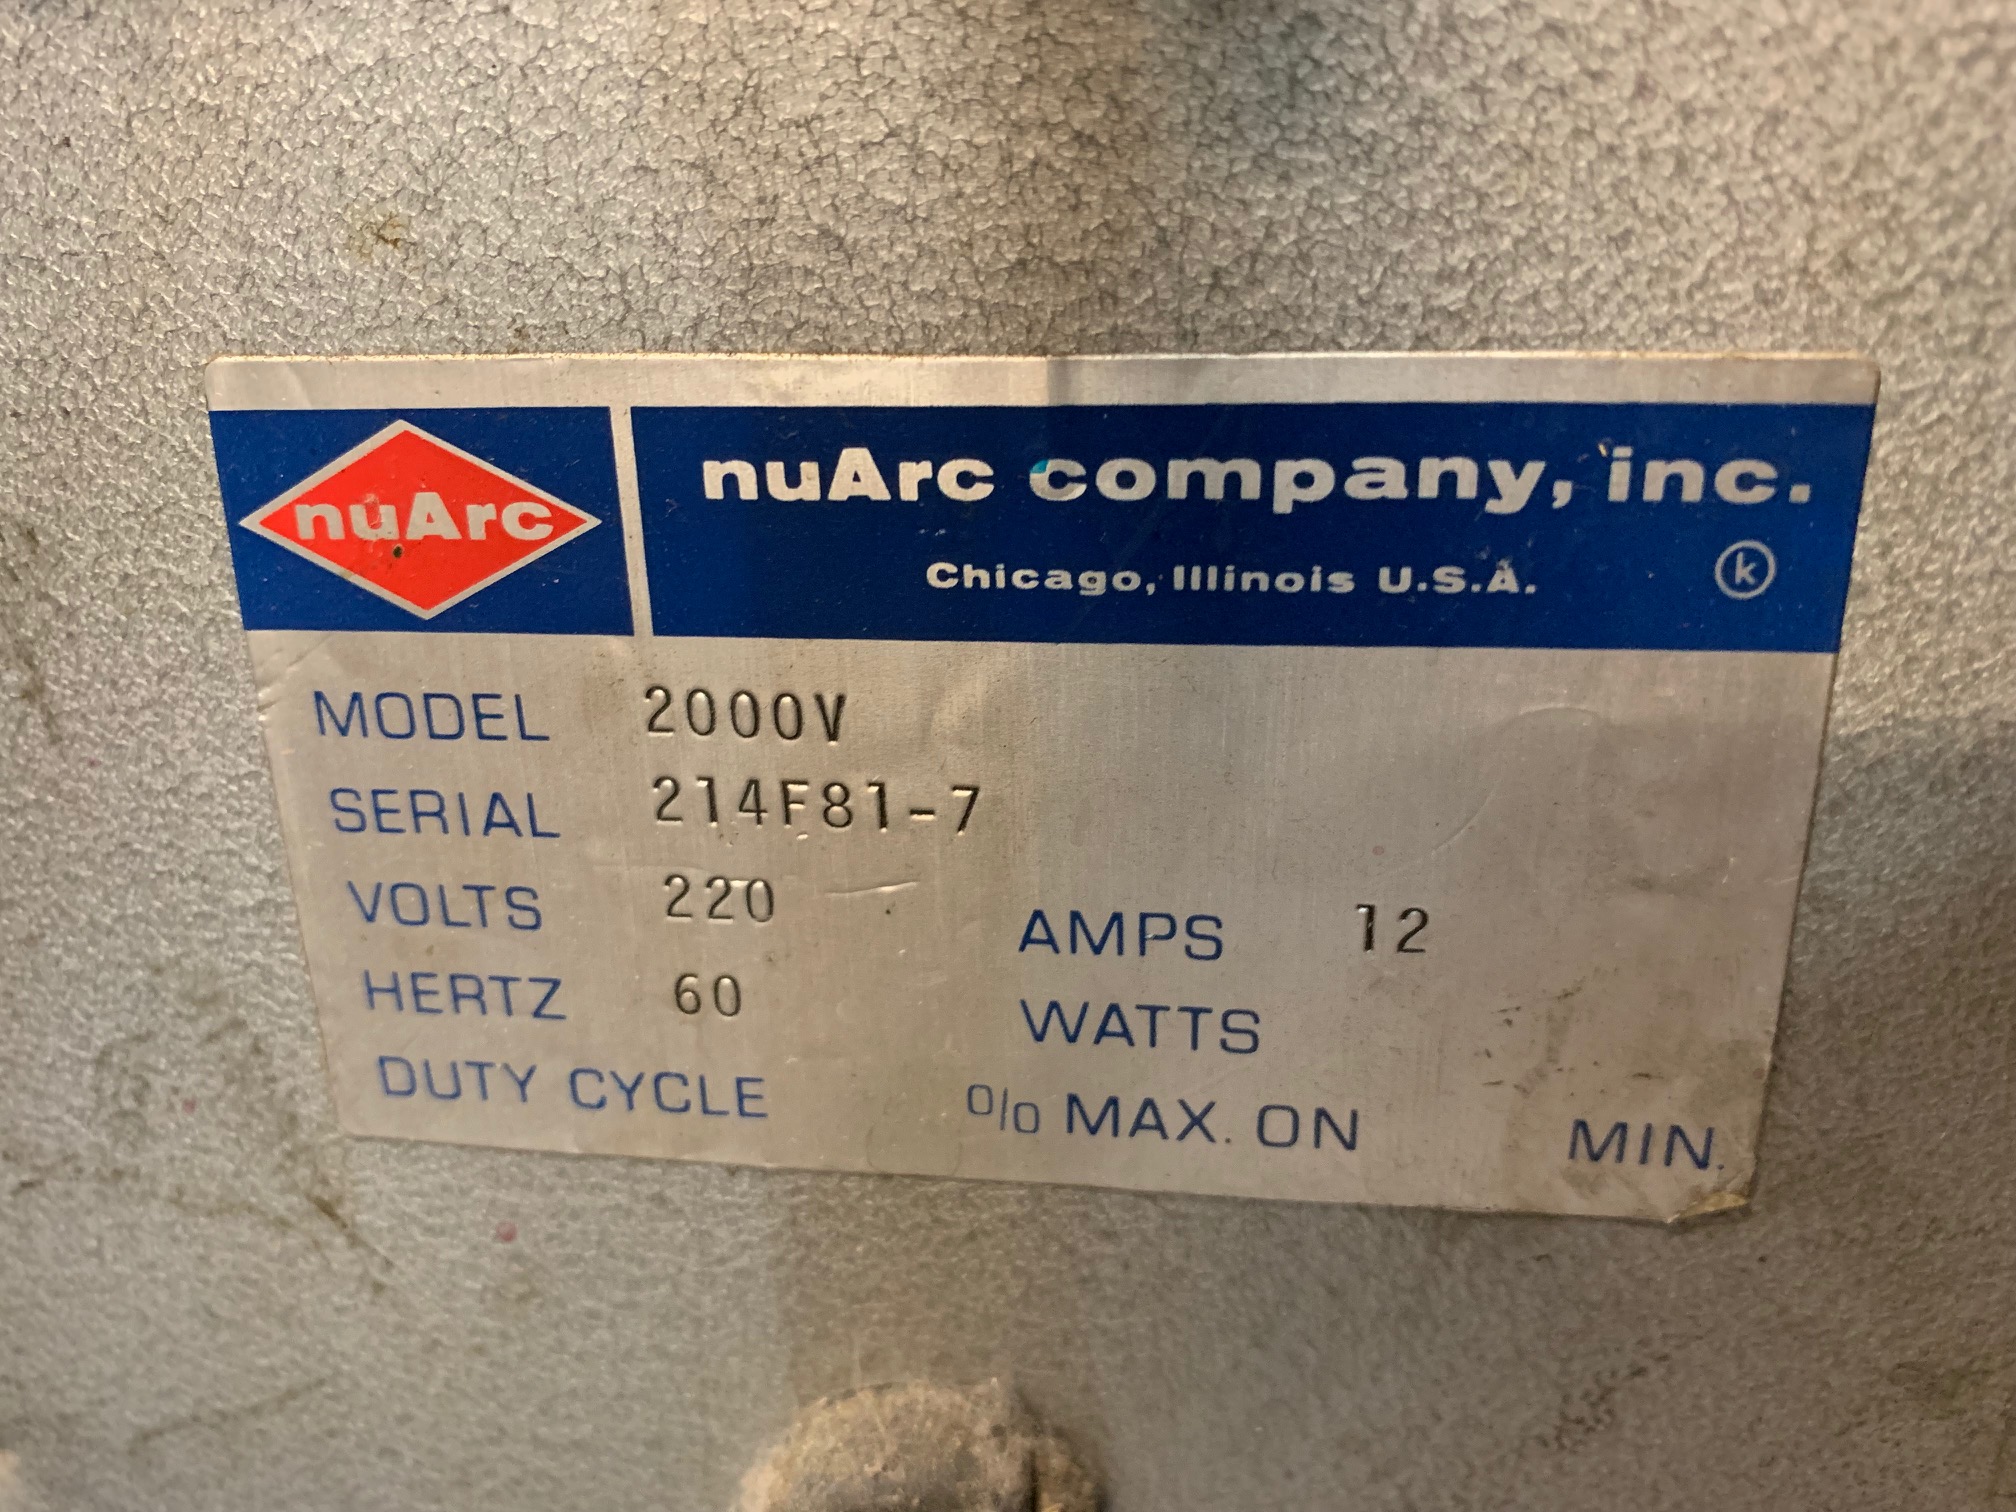 nuArc
nuArc company, inc.
Chicago, Illinois U.S.A. k
MODEL 2000V
SERIAL 214F81-7
VOLTS 220 AMPS 12
HERTZ 60 WATTS
DUTY CYCLE % MAX. ON MIN.